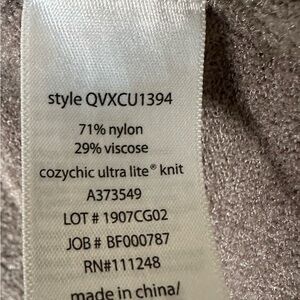 style QVXCU1394
71% nylon
29% viscose
cozychic ultra lite® knit
A373549
LOT # 1907CG02
JOB # BF000787
RN#111248
made in china/